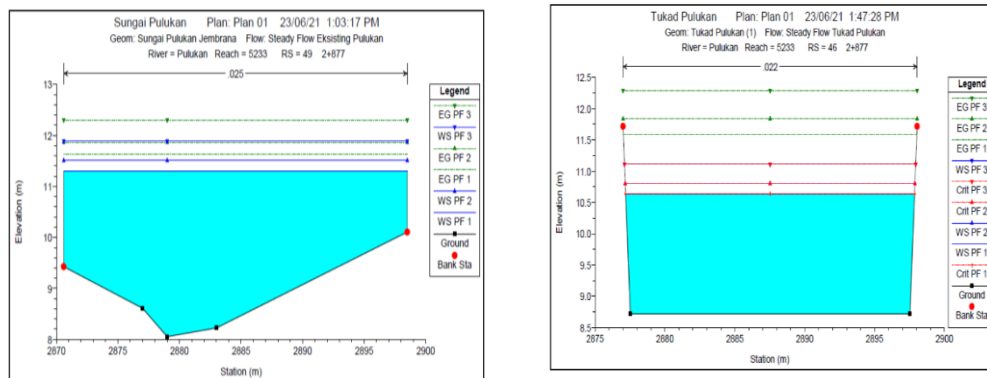 Sungai Pulukan Plan: Plan 01 23/06/21 1:03:17 PM
Geom: Sungai Pulukan Jembrana Flow: Steady Flow Eksisting Pulukan
River = Pulukan Reach = 5233 RS = 49 2+877
.025
Legend
EG PF 3
WS PF 3
EG PF 2
EG PF 1
WS PF 2
WS PF 1
Ground
Bank Sta
13
12
11
10
9
8
Elevation (m)
2870
2875
2880
2885
2890
2895
2900
Station (m)
Tukad Pulukan Plan: Plan 01 23/06/21 1:47:28 PM
Geom: Tukad Pulukan (1) Flow: Steady Flow Tukad Pulukan
River = Pulukan Reach = 5233 RS = 46 2+877
.022
Legend
EG PF 3
EG PF 2
EG PF 1
WS PF 3
Crit PF 3
Crit PF 2
WS PF 2
WS PF 1
Crit PF 1
Ground
Bank Sta
12.5
12.0
11.5
11.0
10.5
10.0
9.5
9.0
8.5
Elevation (m)
2875
2880
2885
2890
2895
2900
Station (m)